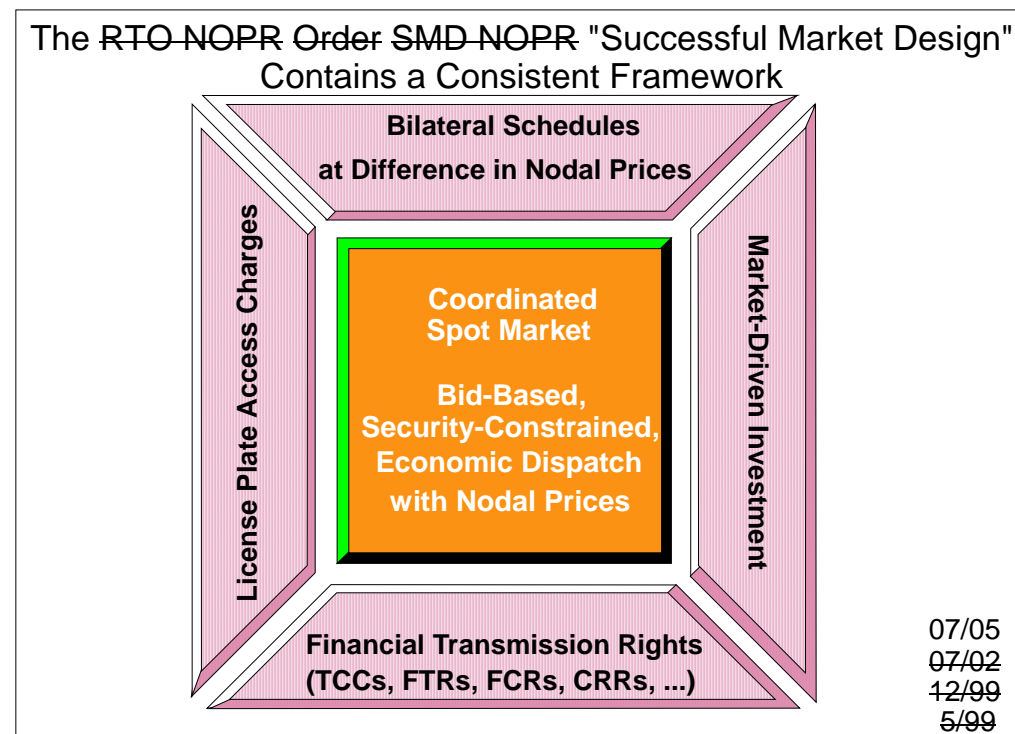 The RTO NOPR Order SMD NOPR "Successful Market Design"
Contains a Consistent Framework
Bilateral Schedules
at Difference in Nodal Prices
License Plate Access Charges
Coordinated
Spot Market
Bid-Based,
Security-Constrained,
Economic Dispatch
with Nodal Prices
Market-Driven Investment
Financial Transmission Rights
(TCCs, FTRs, FCRs, CRRs, ...)
07/05
07/02
12/99
5/99